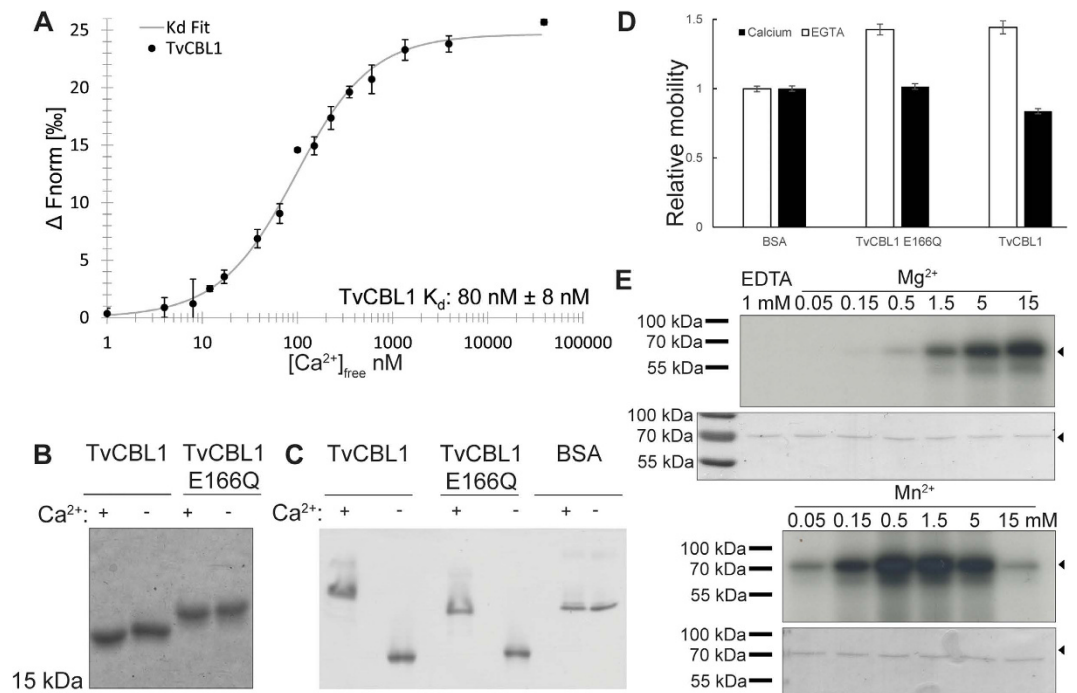 A
Kd Fit
TvCBL1
Δ Fnorm [‰]
25
20
15
10
5
0
1 10 100 1000 10000 100000
TvCBL1 Kd: 80 nM ± 8 nM
[Ca2+]free nM
B
TvCBL1 TvCBL1
E166Q
Ca2+: + - + -
15 kDa
C
TvCBL1 TvCBL1 BSA
E166Q
Ca2+: + - + - + -
D
Calcium EGTA
Relative mobility
1.5
1
0.5
0
BSA TvCBL1 E166Q TvCBL1
E
EDTA Mg2+
1 mM 0.05 0.15 0.5 1.5 5 15
100 kDa
70 kDa
55 kDa
100 kDa
70 kDa
55 kDa
Mn2+
0.05 0.15 0.5 1.5 5 15 mM
100 kDa
70 kDa
55 kDa
100 kDa
70 kDa
55 kDa